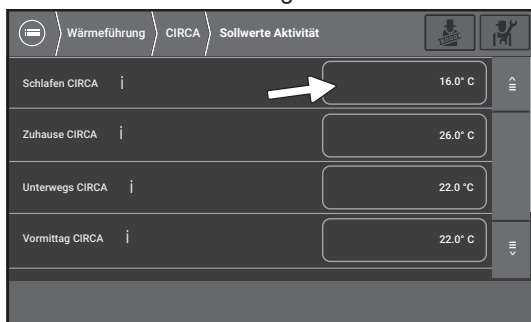 Wärmeführung CIRCA Sollwerte Aktivität
Schlafen CIRCA i 16.0° C
Zuhause CIRCA i 26.0° C
Unterwegs CIRCA i 22.0 °C
Vormittag CIRCA i 22.0° C